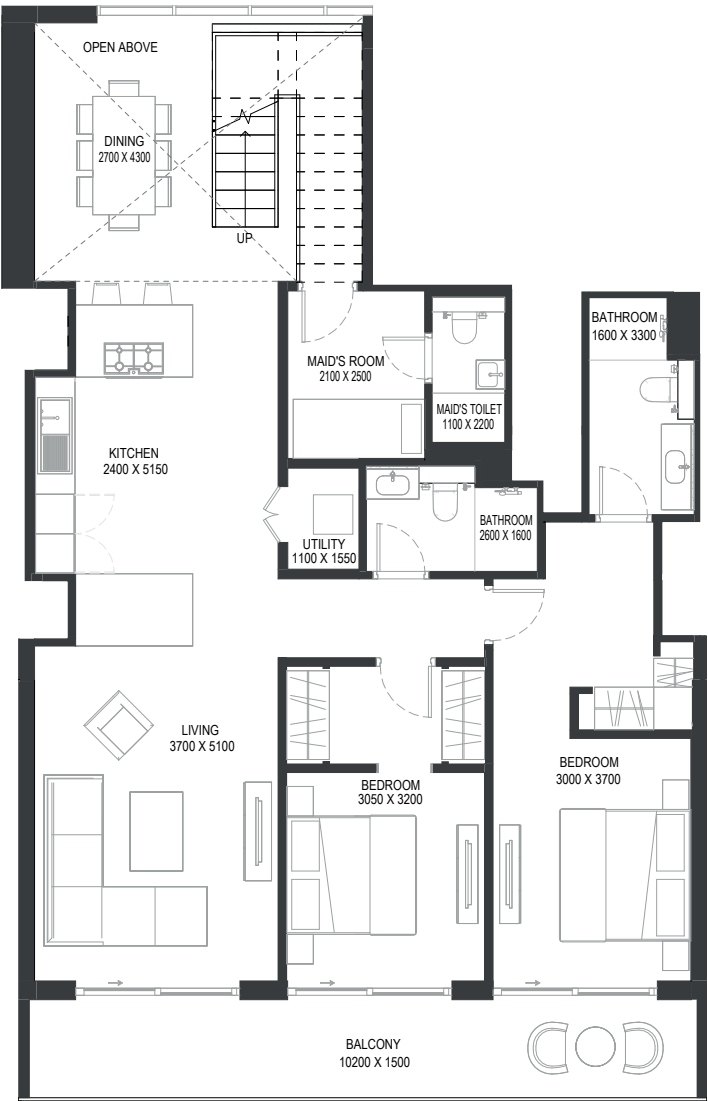 OPEN ABOVE
DINING
2700 X 4300
UP
BATHROOM
1600 X 3300
MAID'S ROOM
2100 X 2500
MAID'S TOILET
1100 X 2200
KITCHEN
2400 X 5150
BATHROOM
2600 X 1600
UTILITY
1100 X 1550
LIVING
3700 X 5100
BEDROOM
3050 X 3200
BEDROOM
3000 X 3700
BALCONY
10200 X 1500